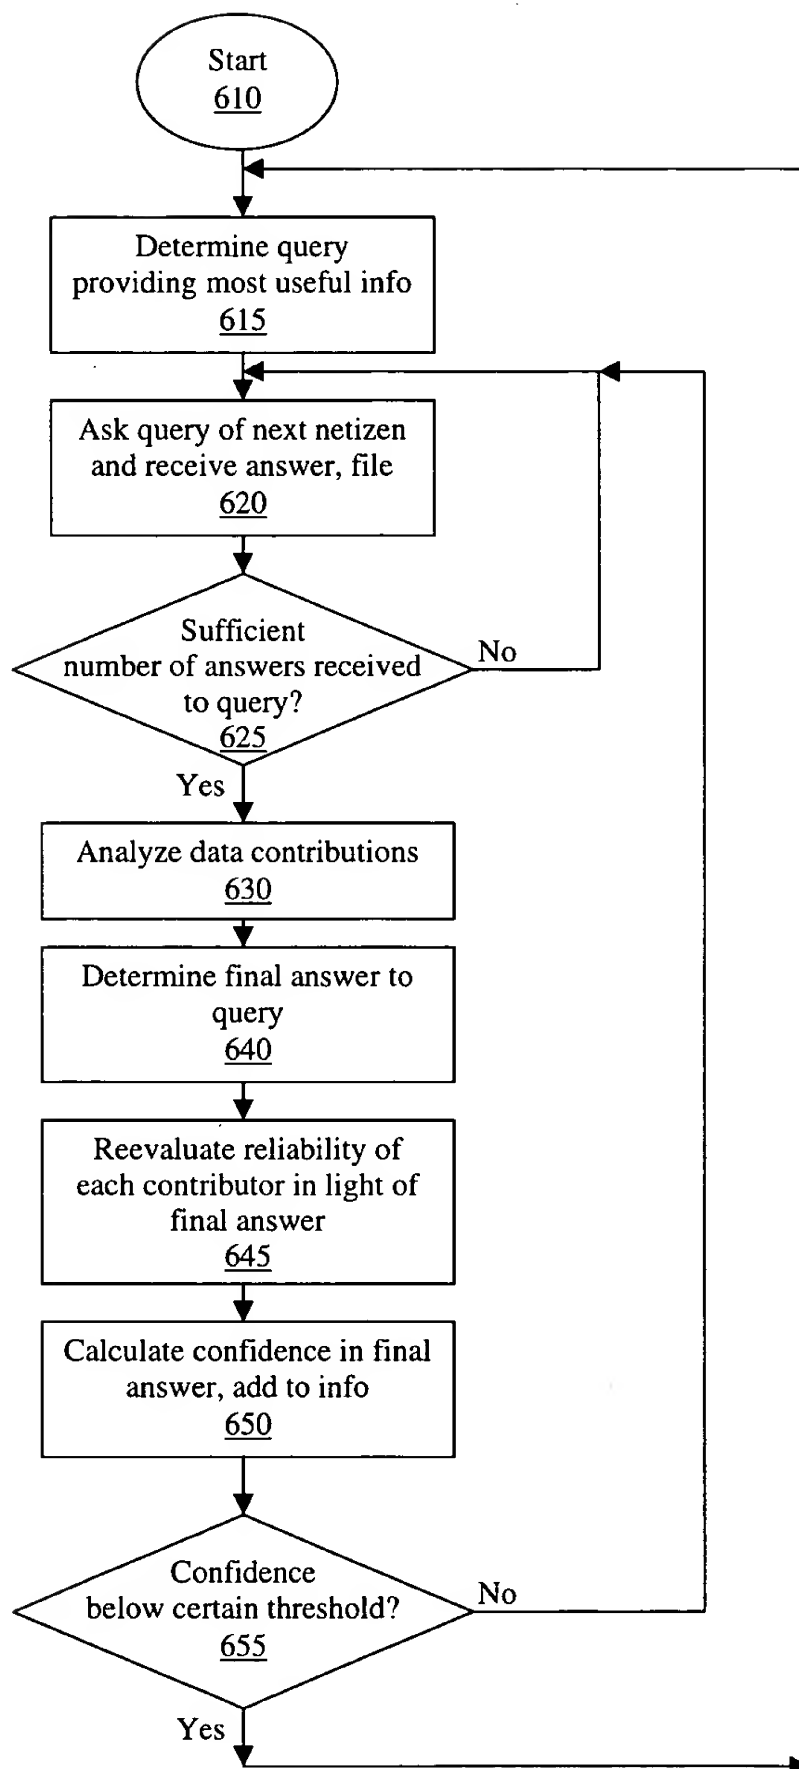 Start
610
Determine query
providing most useful info
615
Ask query of next netizen
and receive answer, file
620
Sufficient
number of answers received
to query?
625
No
Yes
Analyze data contributions
630
Determine final answer to
query
640
Reevaluate reliability of
each contributor in light of
final answer
645
Calculate confidence in final
answer, add to info
650
Confidence
below certain threshold?
655
No
Yes